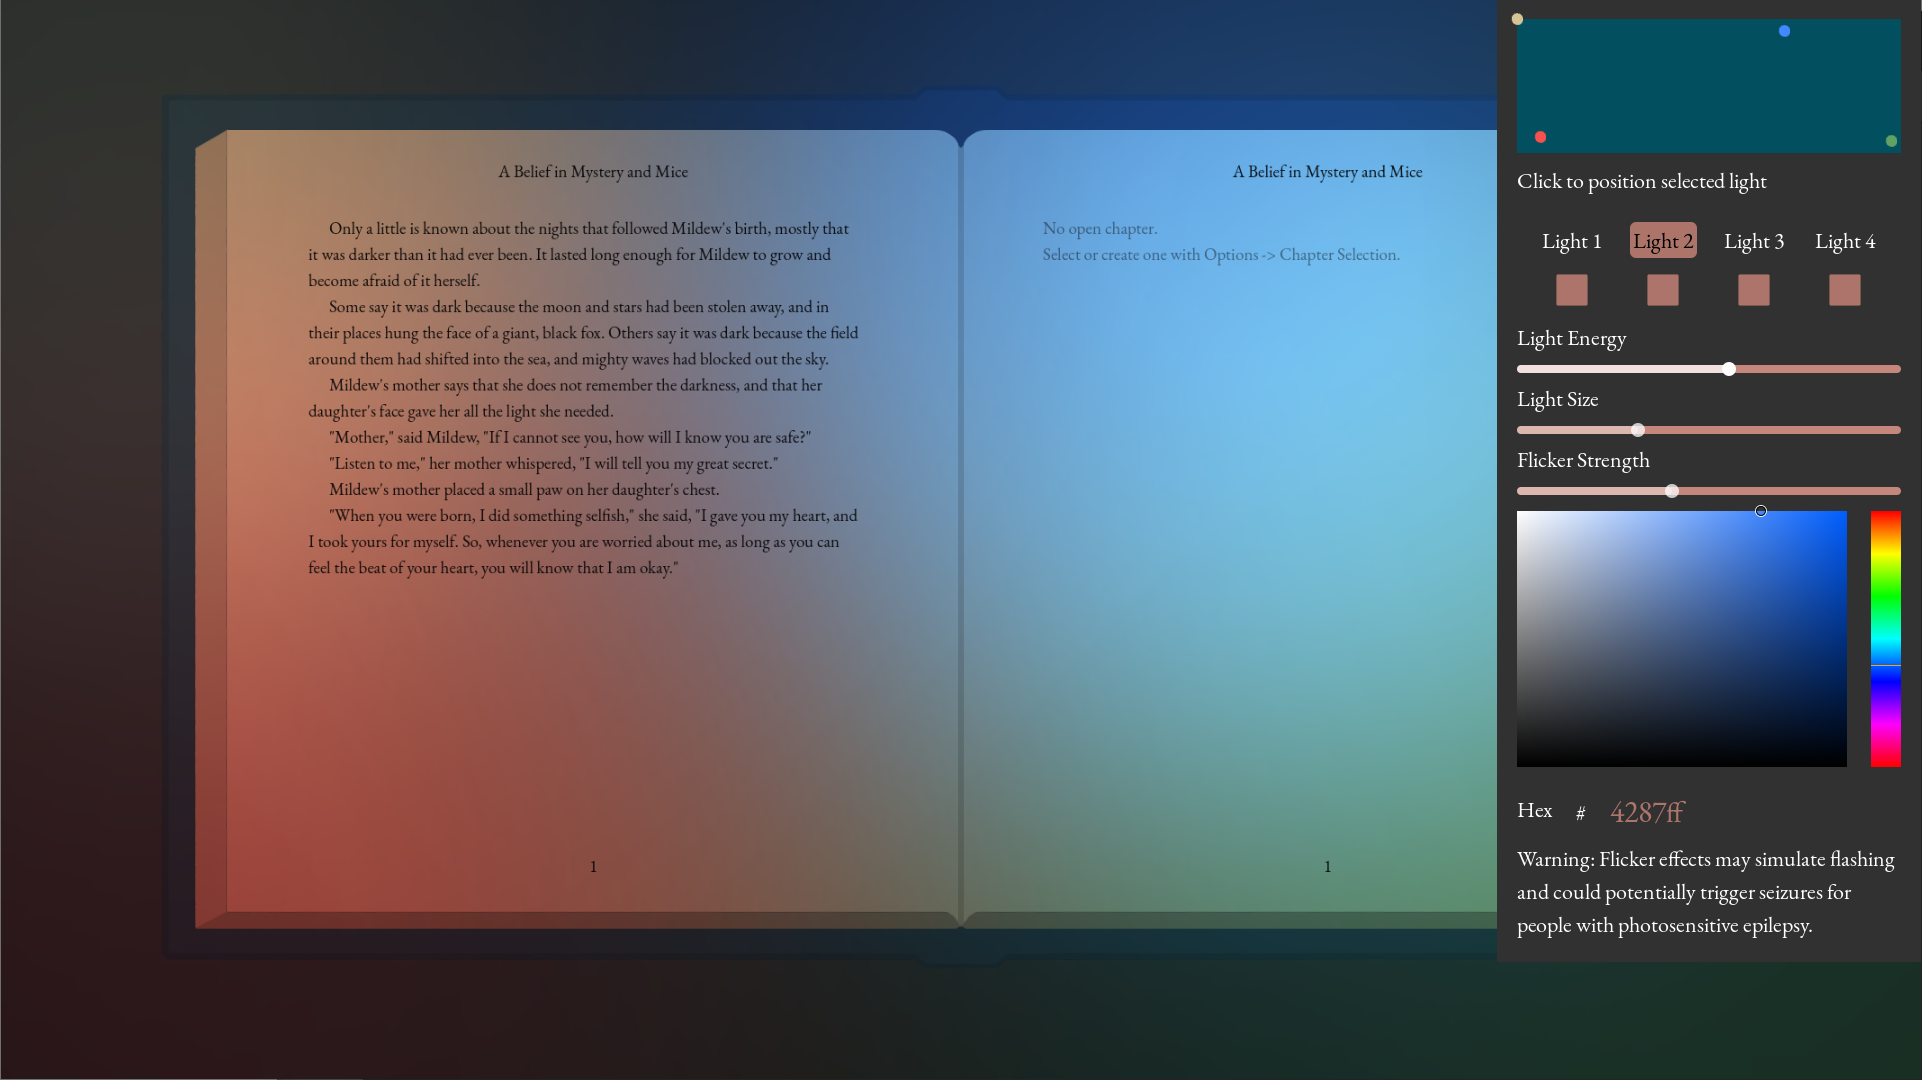 A Belief in Mystery and Mice
Only a little is known about the nights that followed Mildew's birth, mostly that
it was darker than it had ever been. It lasted long enough for Mildew to grow and
become afraid of it herself.
Some say it was dark because the moon and stars had been stolen away, and in
their places hung the face of a giant, black fox. Others say it was dark because the field
around them had shifted into the sea, and mighty waves had blocked out the sky.
Mildew's mother says that she does not remember the darkness, and that her
daughter's face gave her all the light she needed.
"Mother," said Mildew, "If I cannot see you, how will I know you are safe?"
"Listen to me," her mother whispered, "I will tell you my great secret."
Mildew's mother placed a small paw on her daughter's chest.
"When you were born, I did something selfish," she said, "I gave you my heart, and
I took yours for myself. So, whenever you are worried about me, as long as you can
feel the beat of your heart, you will know that I am okay."
1
A Belief in Mystery and Mice
No open chapter.
Select or create one with Options -> Chapter Selection.
1
Click to position selected light
Light 1 Light 2 Light 3 Light 4
Light Energy
Light Size
Flicker Strength
Hex # 4287ff
Warning: Flicker effects may simulate flashing
and could potentially trigger seizures for
people with photosensitive epilepsy.